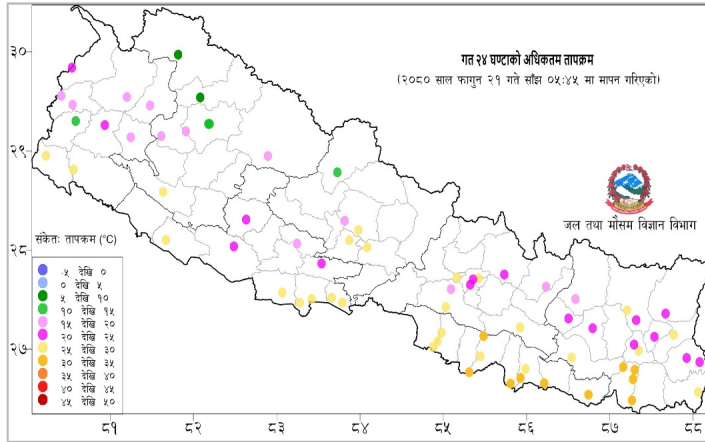 गत २४ घण्टाको अधिकतम तापक्रम
(२०८० साल फागुन २१ गते साँझ ०५:४५ मा मापन गरिएको)
जल तथा मौसम विज्ञान विभाग
३०
२९
२८
२७
संकेतः तापक्रम (°C)
-५ देखि ०
० देखि ५
५ देखि १०
१० देखि १५
१५ देखि २०
२० देखि २५
२५ देखि ३०
३० देखि ३५
३५ देखि ४०
४० देखि ४५
४५ देखि ५०
८१ ८२ ८३ ८४ ८५ ८६ ८७ ८८